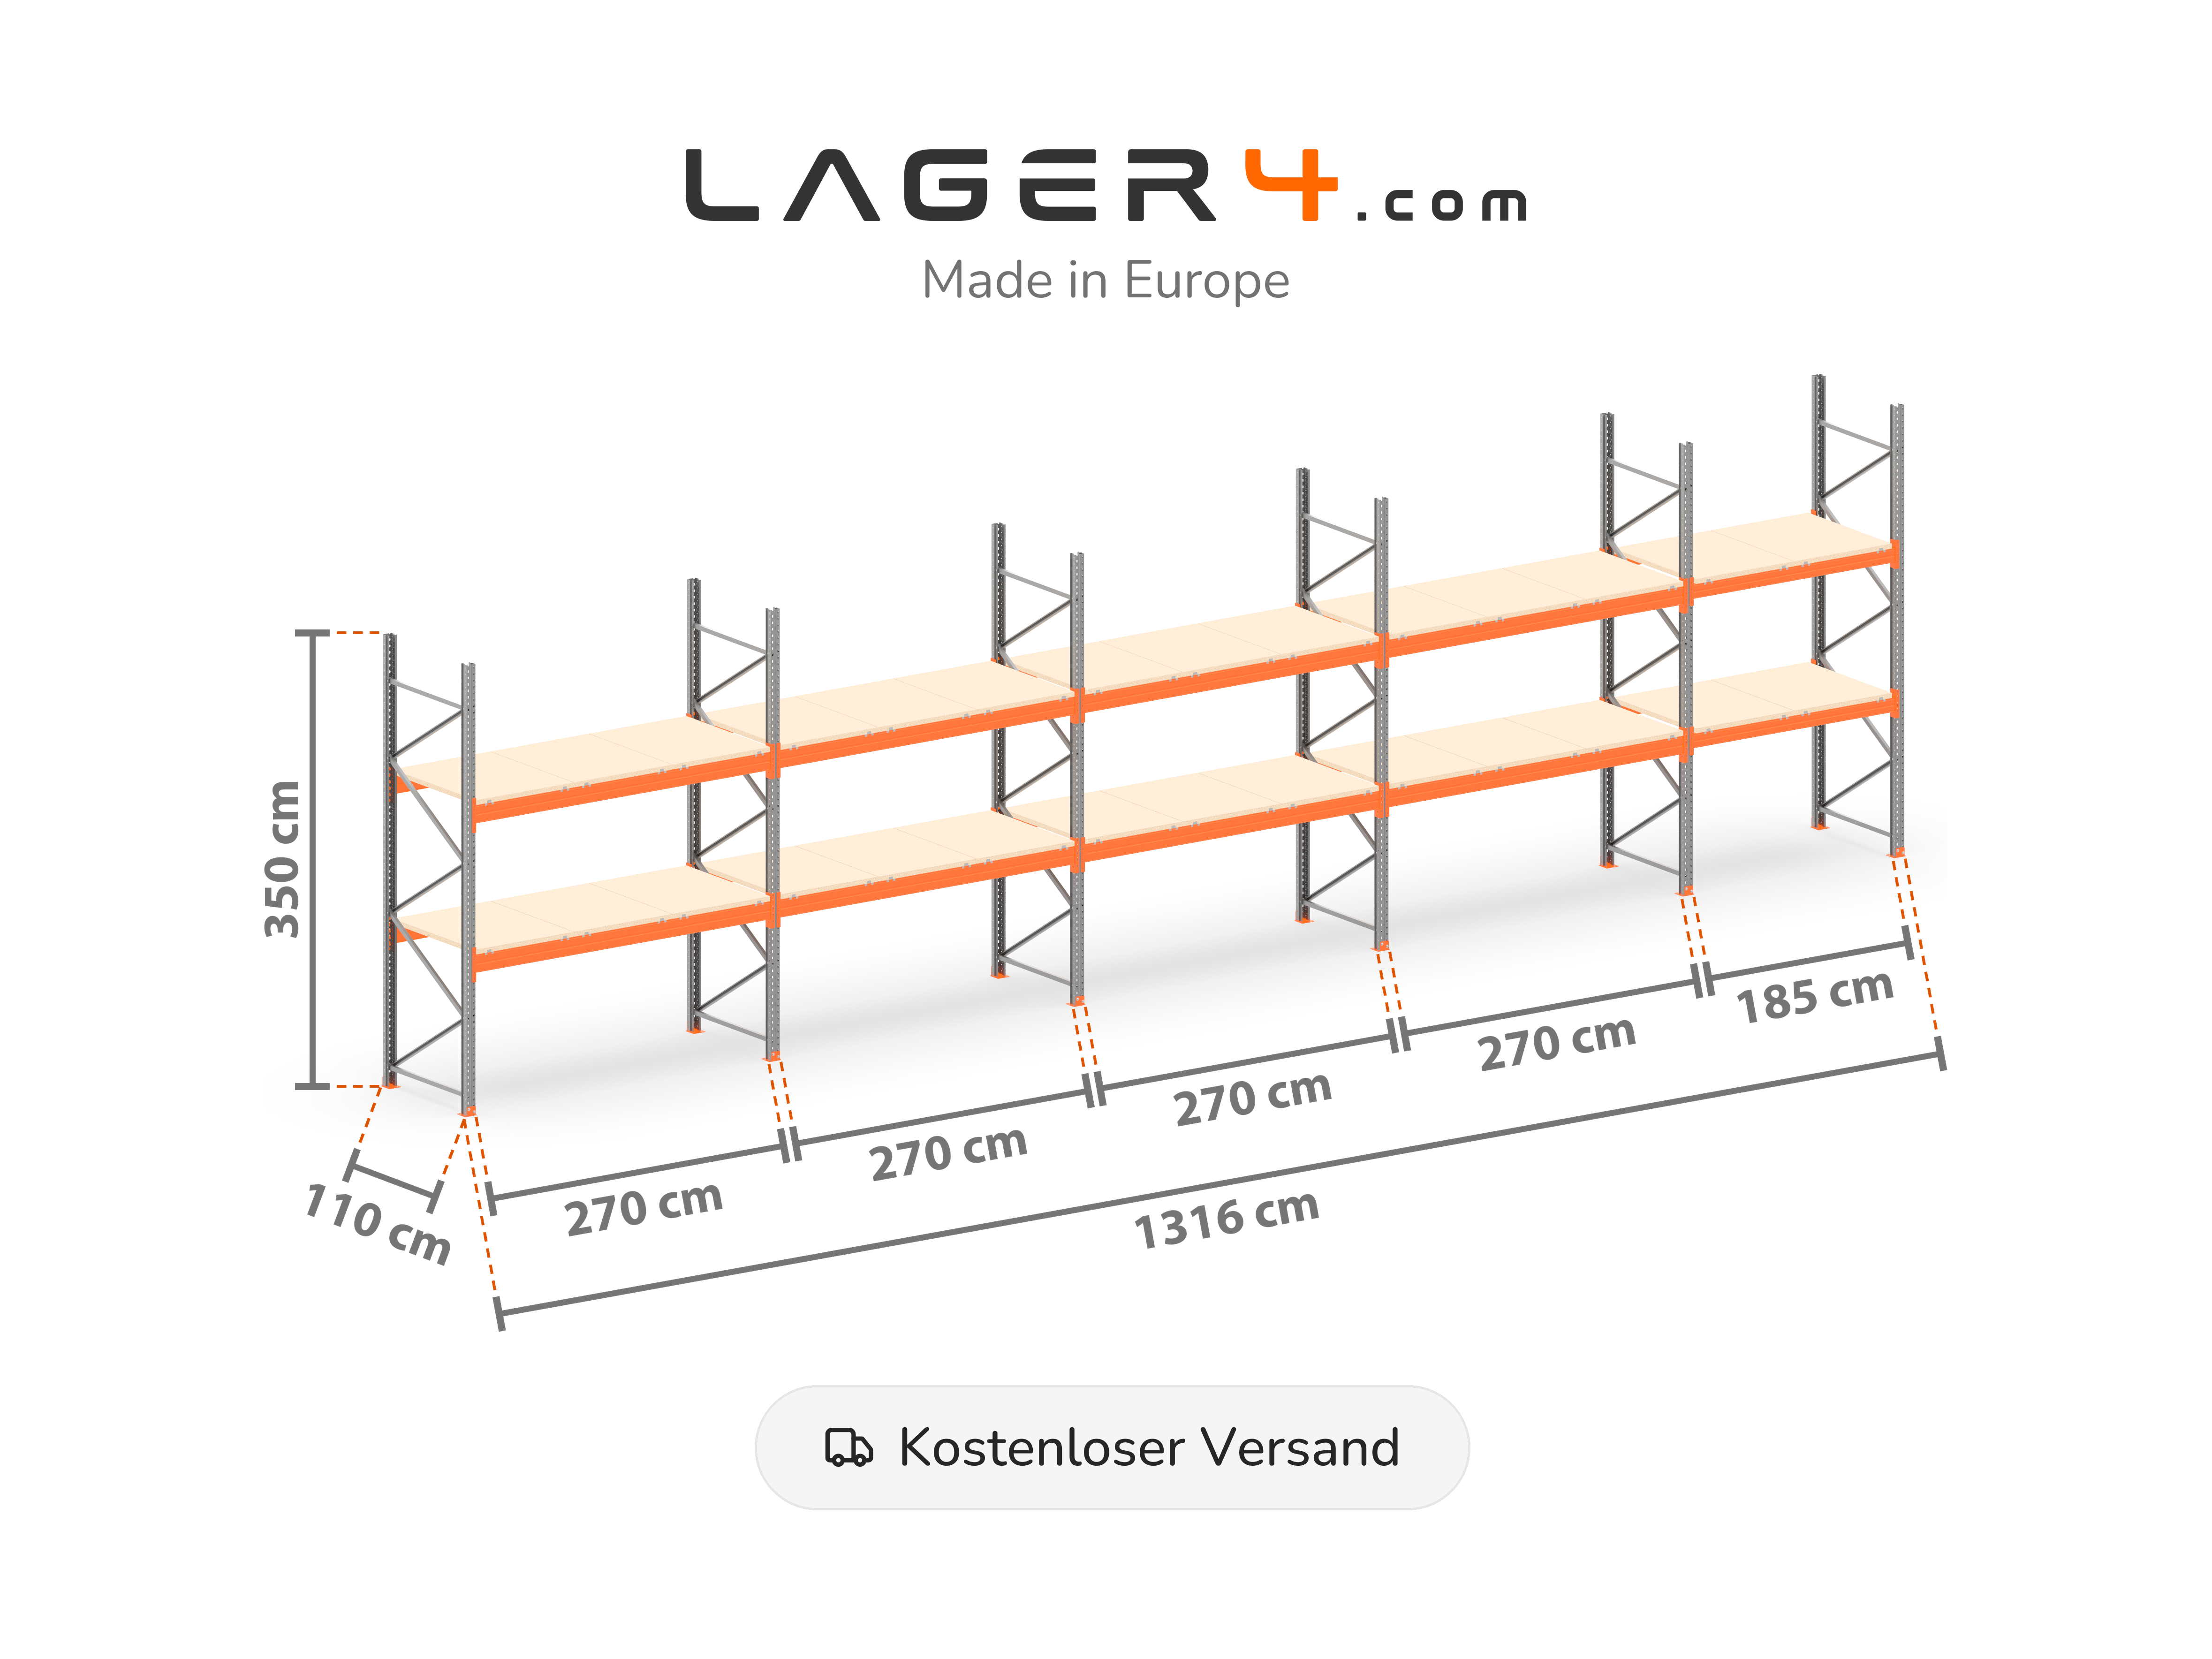 LAGER4.com
Made in Europe
350 cm
110 cm
270 cm
270 cm
270 cm
270 cm
185 cm
1316 cm
Kostenloser Versand